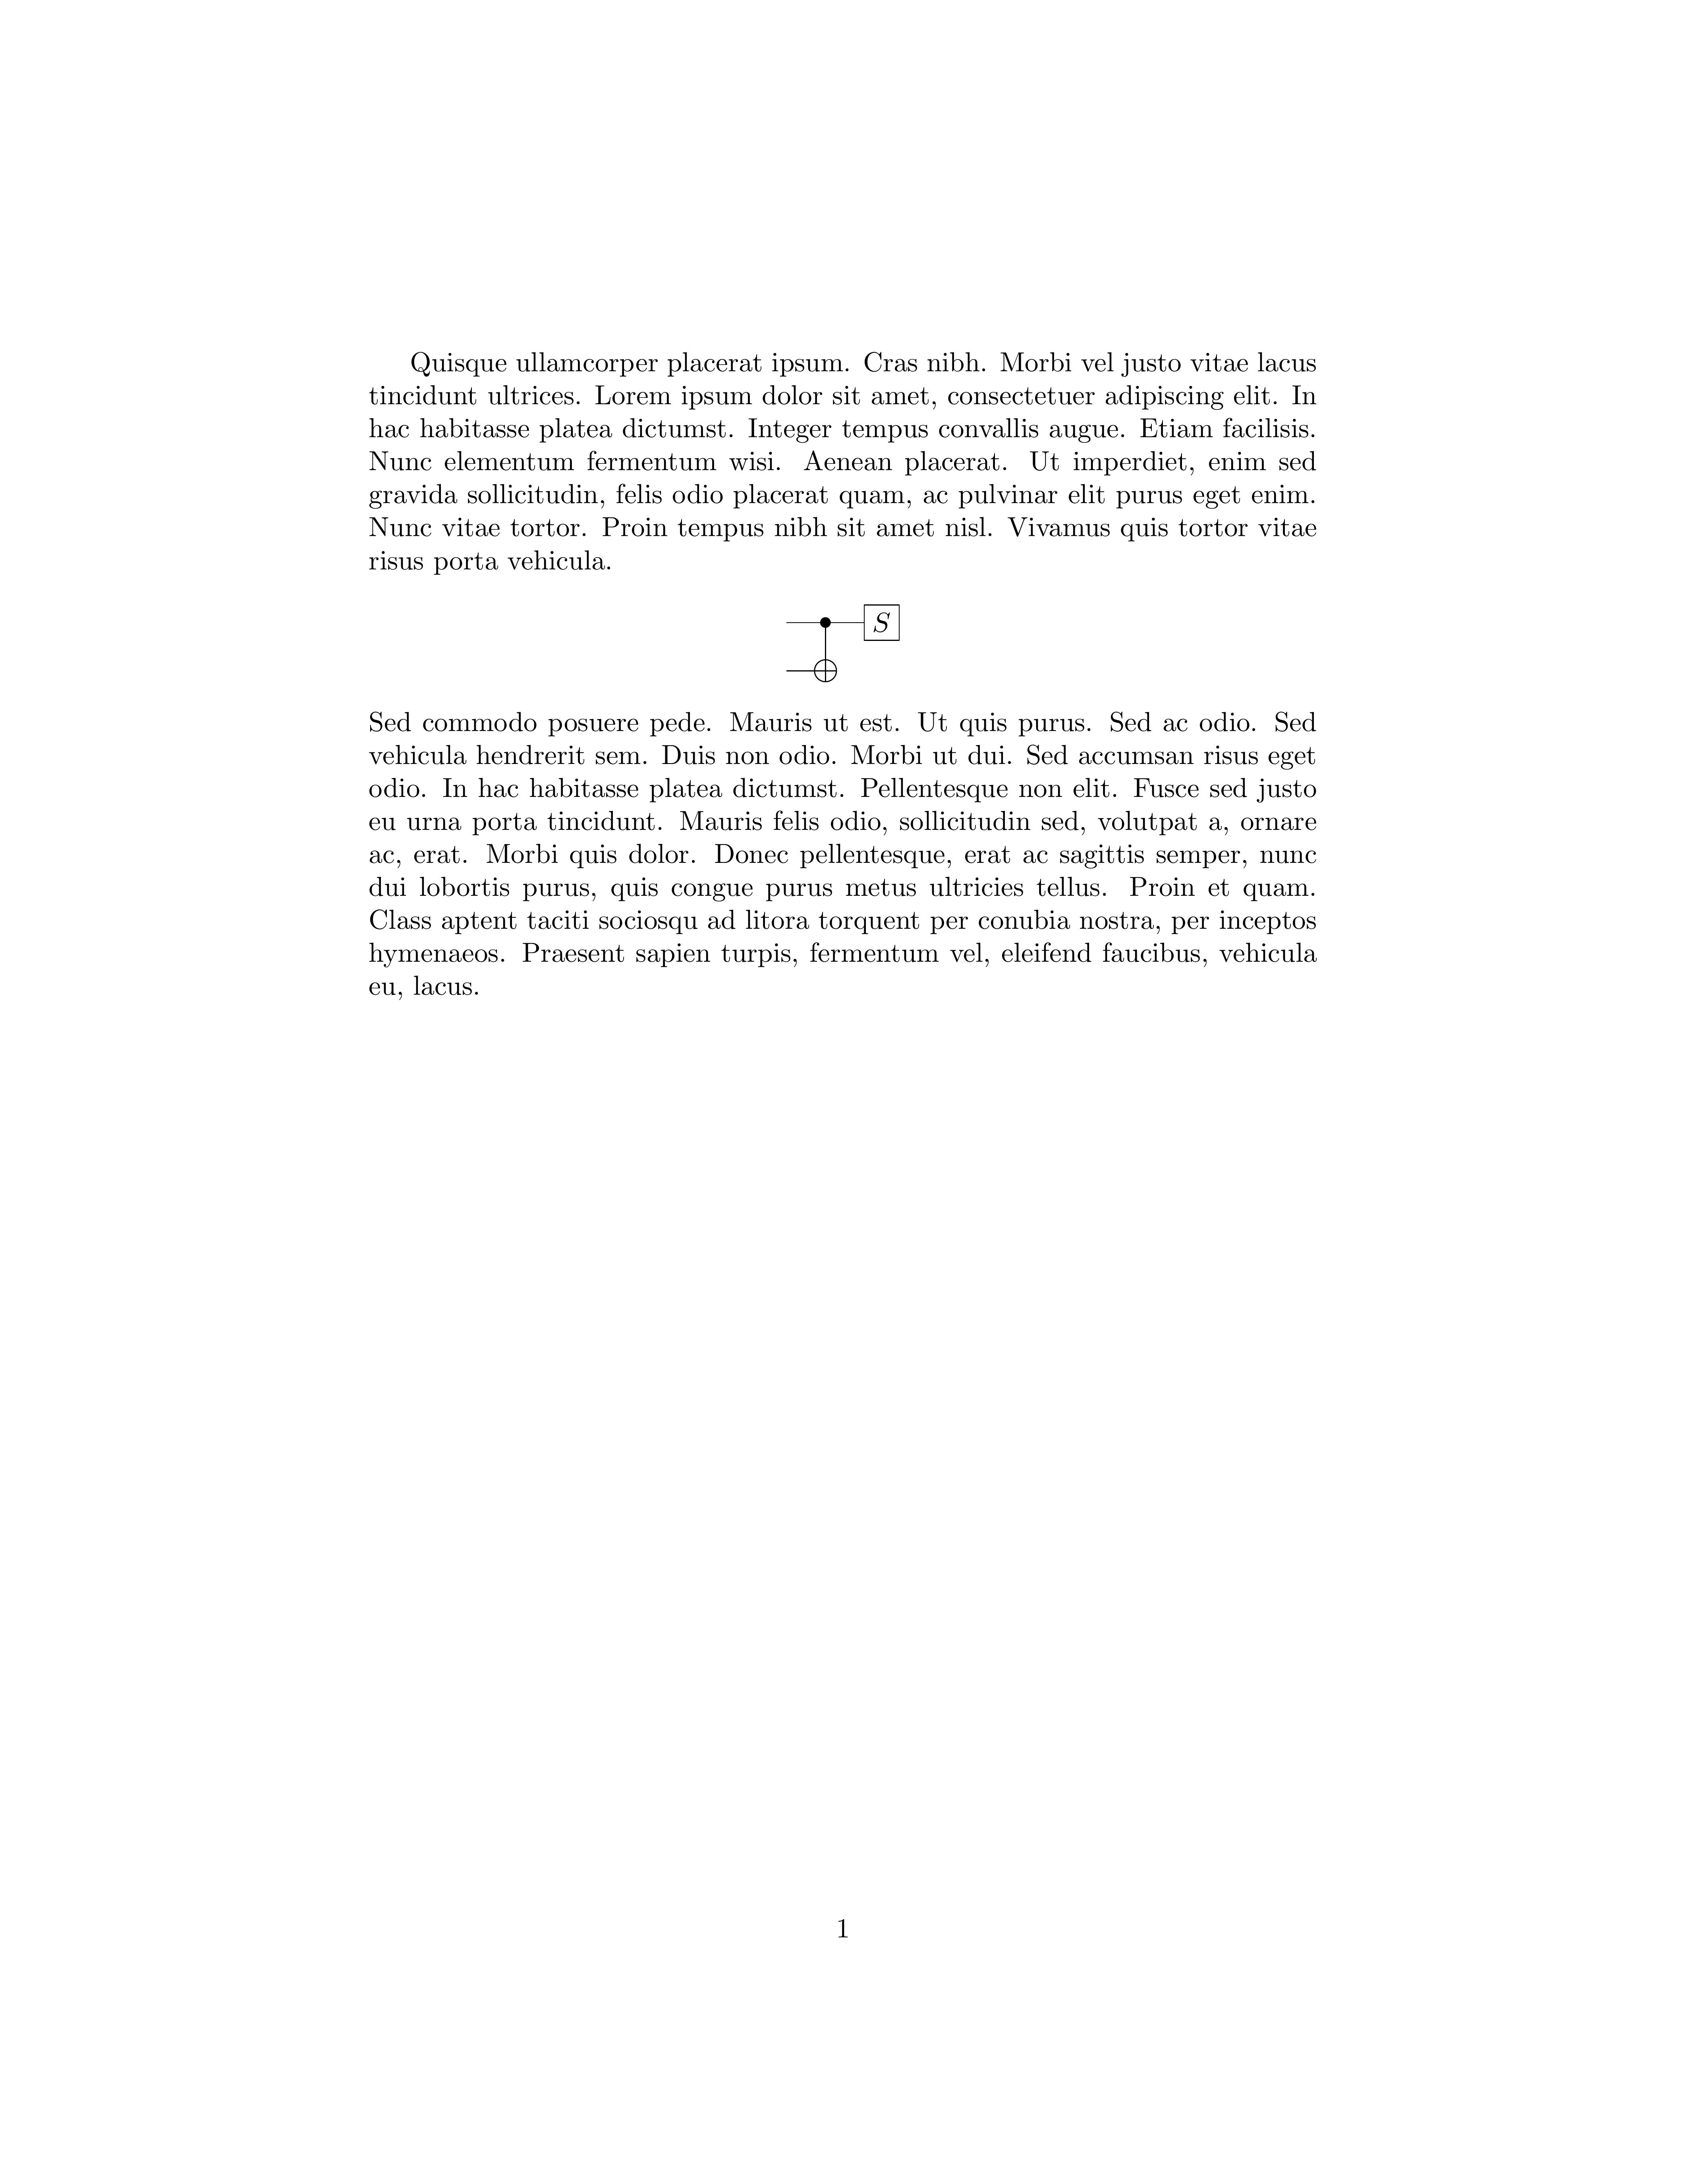 Quisque ullamcorper placerat ipsum. Cras nibh. Morbi vel justo vitae lacus
tincidunt ultrices. Lorem ipsum dolor sit amet, consectetuer adipiscing elit. In
hac habitasse platea dictumst. Integer tempus convallis augue. Etiam facilisis.
Nunc elementum fermentum wisi. Aenean placerat. Ut imperdiet, enim sed
gravida sollicitudin, felis odio placerat quam, ac pulvinar elit purus eget enim.
Nunc vitae tortor. Proin tempus nibh sit amet nisl. Vivamus quis tortor vitae
risus porta vehicula.
S
Sed commodo posuere pede. Mauris ut est. Ut quis purus. Sed ac odio. Sed
vehicula hendrerit sem. Duis non odio. Morbi ut dui. Sed accumsan risus eget
odio. In hac habitasse platea dictumst. Pellentesque non elit. Fusce sed justo
eu urna porta tincidunt. Mauris felis odio, sollicitudin sed, volutpat a, ornare
ac, erat. Morbi quis dolor. Donec pellentesque, erat ac sagittis semper, nunc
dui lobortis purus, quis congue purus metus ultricies tellus. Proin et quam.
Class aptent taciti sociosqu ad litora torquent per conubia nostra, per inceptos
hymenaeos. Praesent sapien turpis, fermentum vel, eleifend faucibus, vehicula
eu, lacus.
1